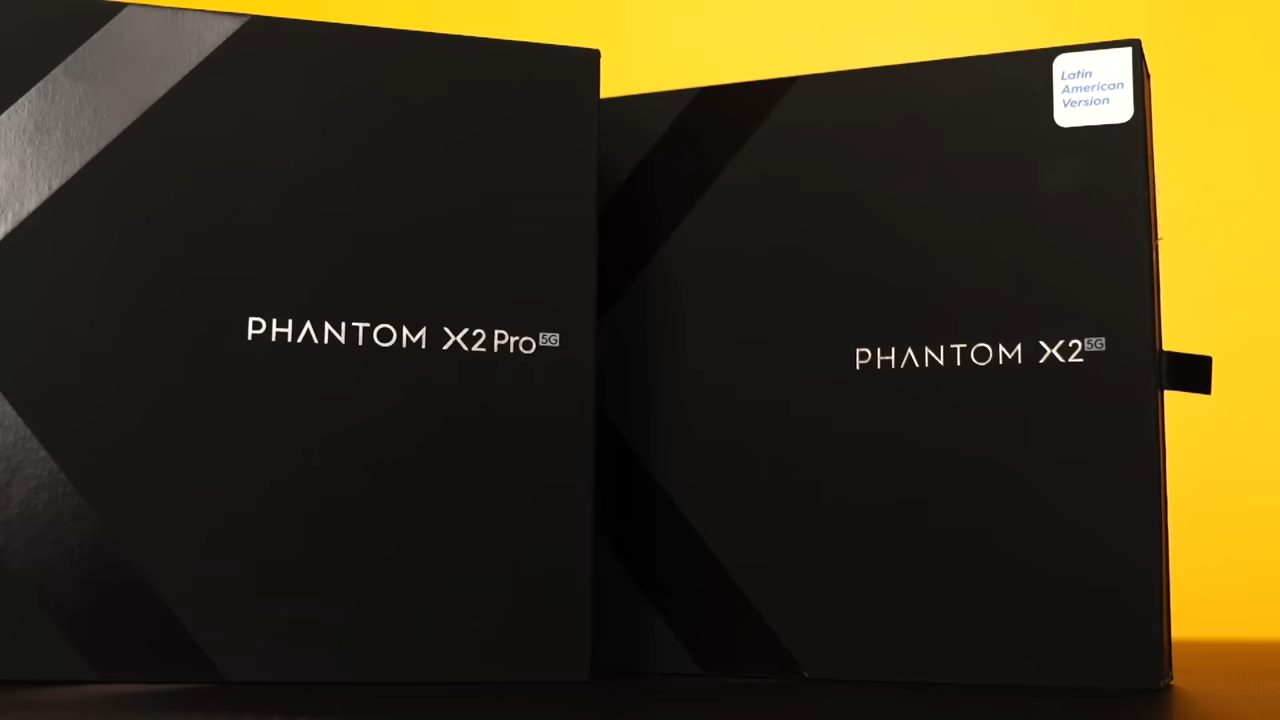 PHANTOM X2 Pro 5G
Latin
American
Version
PHANTOM X2 5G